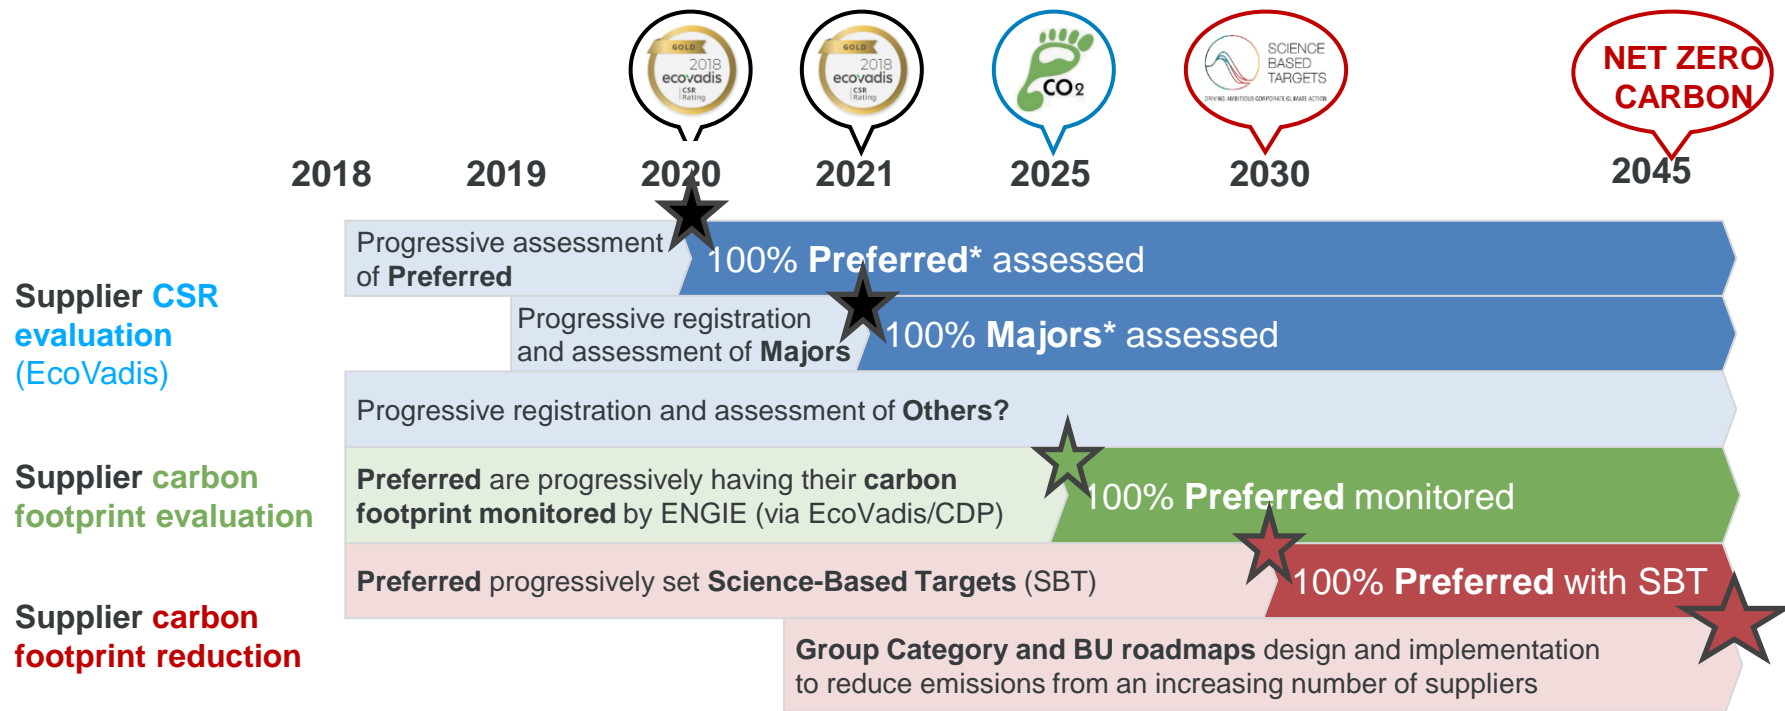 GOLD
2018
ecovadis
CSR
Rating
GOLD
2018
ecovadis
CSR
Rating
CO2
SCIENCE
BASED
TARGETS
DRIVING AMBITIOUS CORPORATE CLIMATE ACTION
NET ZERO
CARBON
2018 2019 2020 2021 2025 2030 2045
Supplier CSR
evaluation
(EcoVadis)
Progressive assessment
of Preferred
100% Preferred* assessed
Progressive registration
and assessment of Majors
100% Majors* assessed
Progressive registration and assessment of Others?
Supplier carbon
footprint evaluation
Preferred are progressively having their carbon
footprint monitored by ENGIE (via EcoVadis/CDP)
100% Preferred monitored
Supplier carbon
footprint reduction
Preferred progressively set Science-Based Targets (SBT)
100% Preferred with SBT
Group Category and BU roadmaps design and implementation
to reduce emissions from an increasing number of suppliers